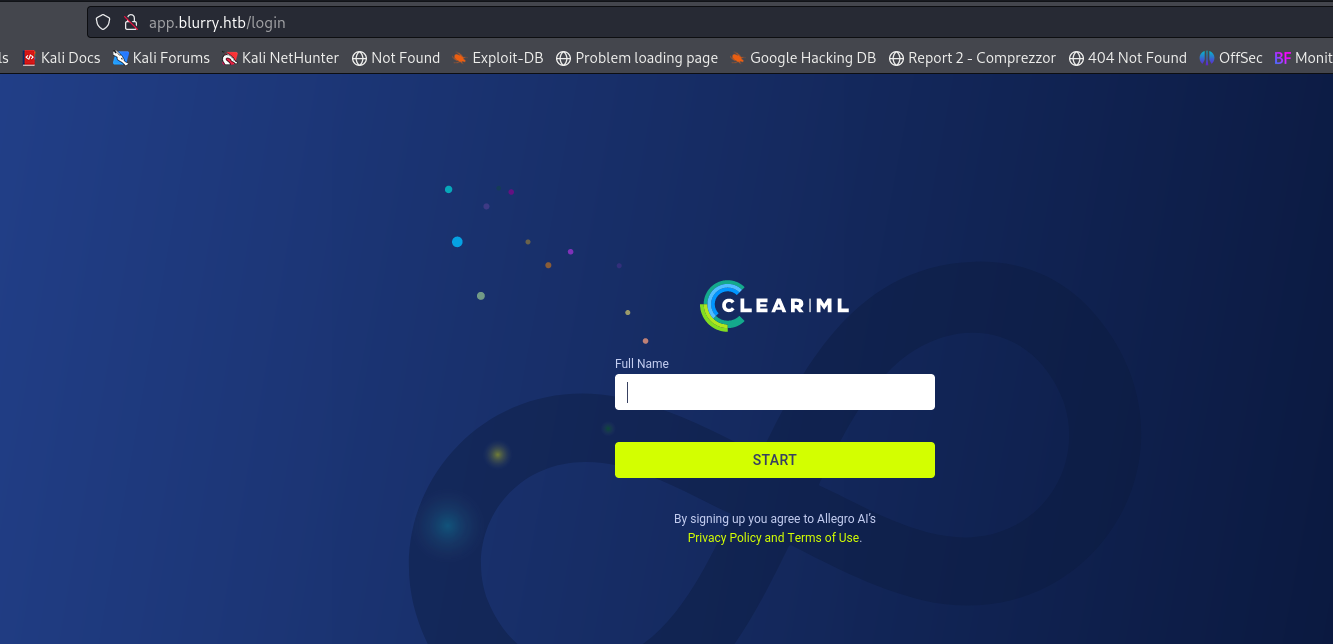 app.blurry.htb/login
ls Kali Docs Kali Forums Kali NetHunter Not Found Exploit-DB Problem loading page Google Hacking DB Report 2 - Comprezzor 404 Not Found OffSec BF Monit
CLEAR|ML
Full Name
START
By signing up you agree to Allegro AI's
Privacy Policy and Terms of Use.